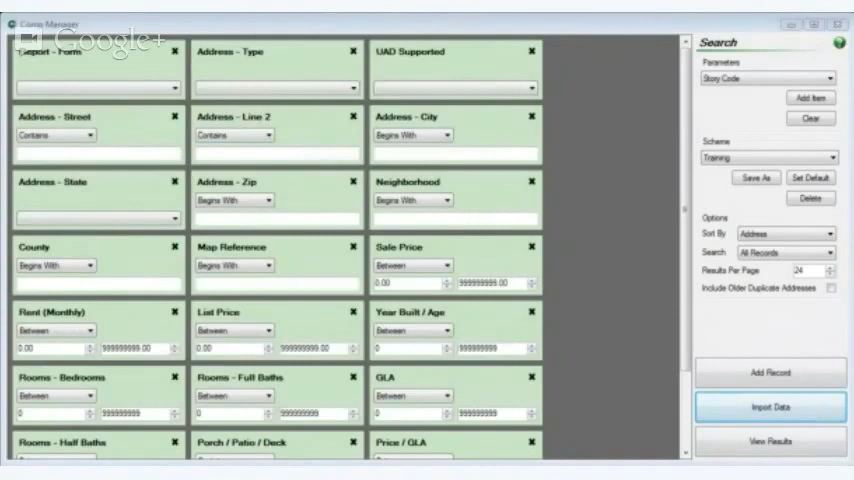 Comp Manager
Google+
Report - Form
Address - Type
UAD Supported
Address - Street
Contains
Address - Line 2
Contains
Address - City
Begins With
Address - State
Address - Zip
Begins With
Neighborhood
Begins With
County
Begins With
Map Reference
Begins With
Sale Price
Between
0.00 999999999.00
Rent (Monthly)
Between
0.00 999999999.00
List Price
Between
0.00 999999999.00
Year Built / Age
Between
0 999999999
Rooms - Bedrooms
Between
0 999999999
Rooms - Full Baths
Between
0 999999999
GLA
Between
0 999999999
Rooms - Half Baths
Porch / Patio / Deck
Price / GLA
Search
Parameters
Story Code
Add Item
Clear
Scheme
Training
Save As Set Default
Delete
Options
Sort By Address
Search All Records
Results Per Page 24
Include Older Duplicate Addresses
Add Record
Import Data
View Results